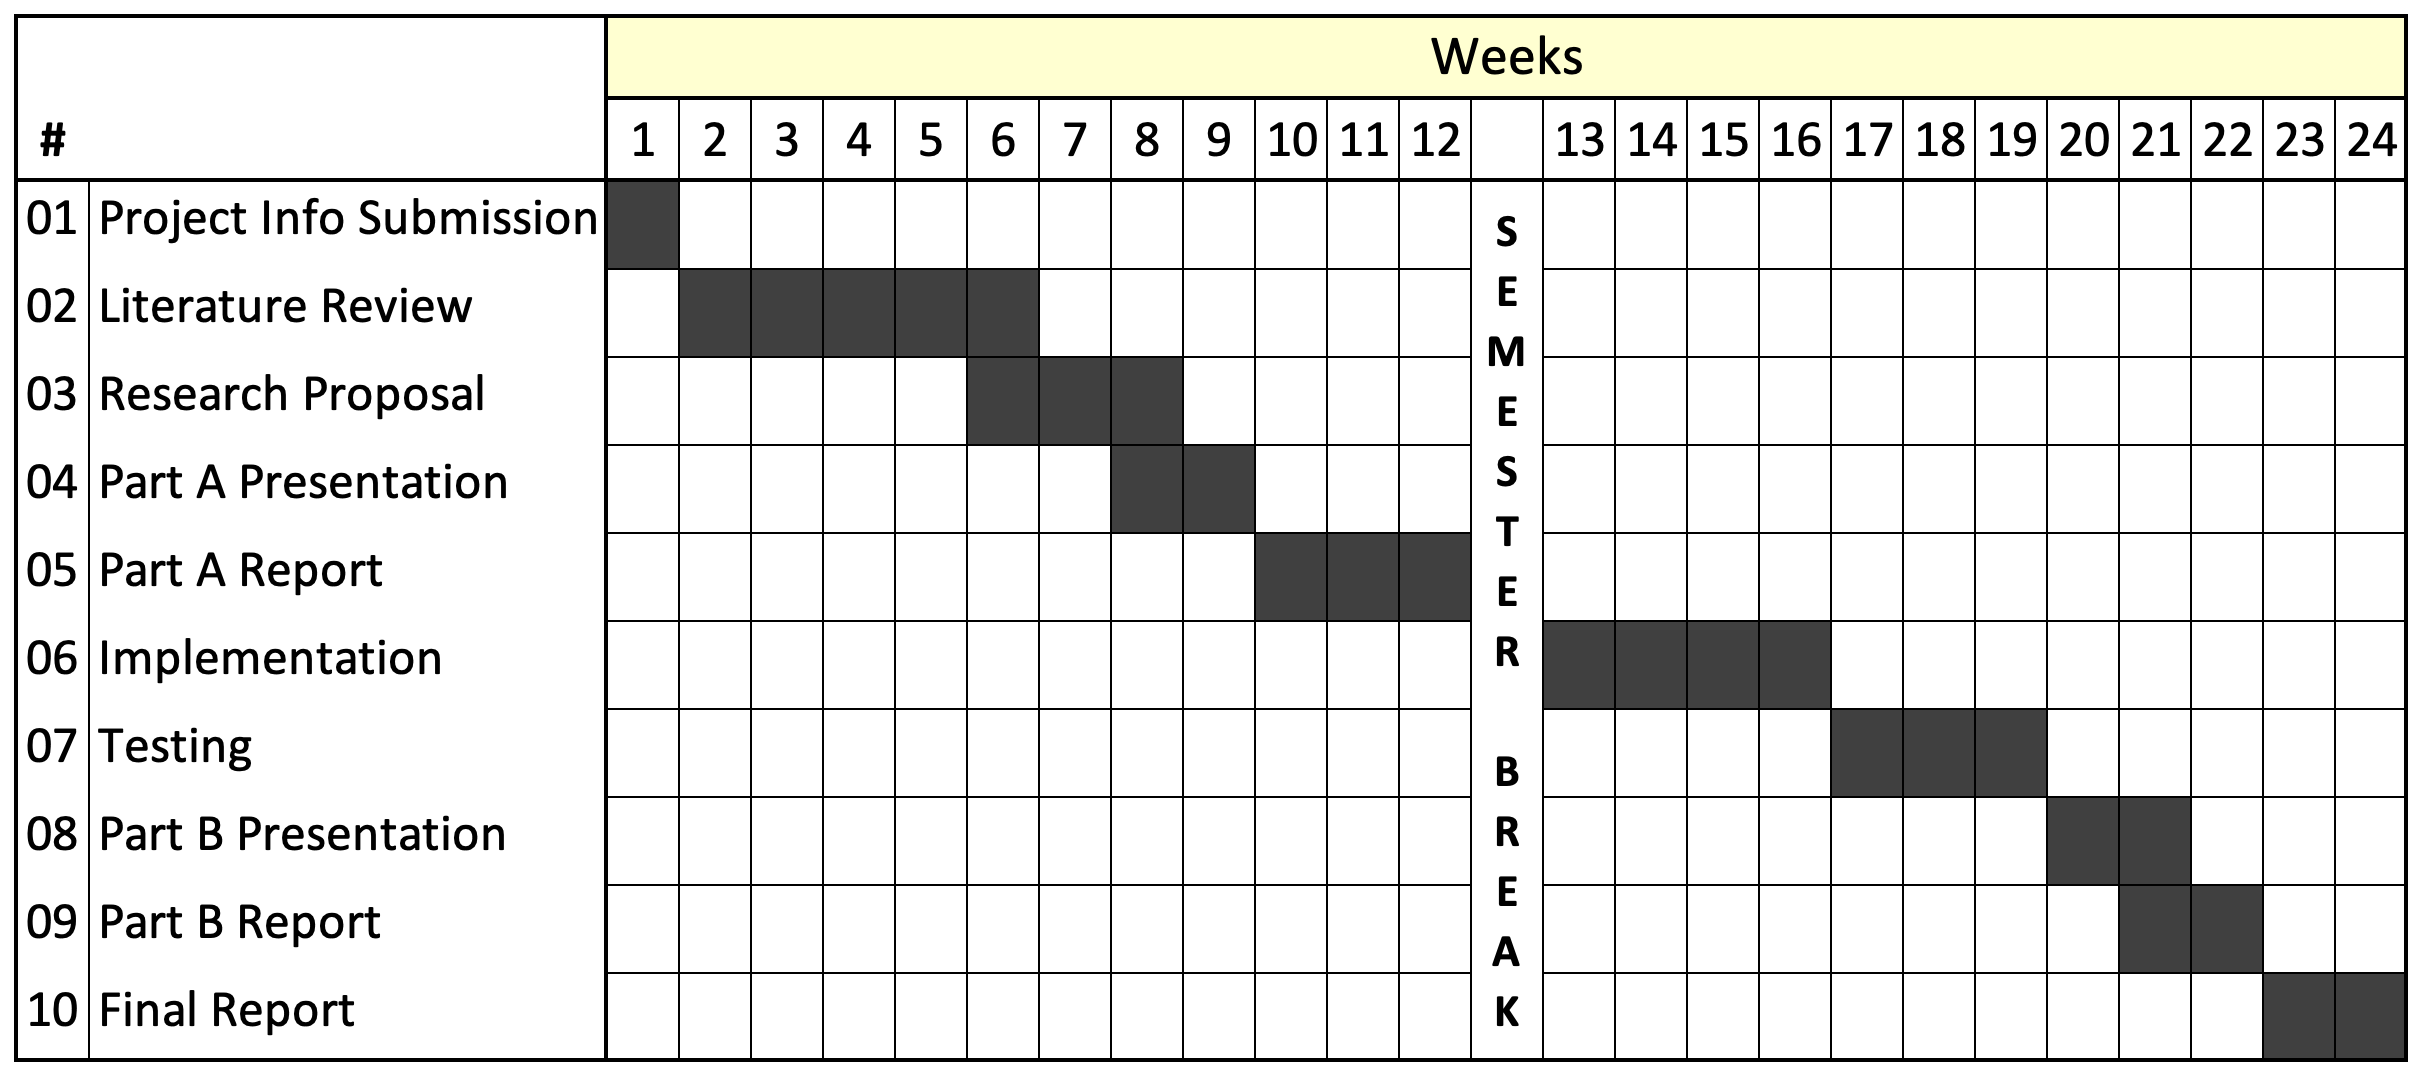 Weeks
# 1 2 3 4 5 6 7 8 9 10 11 12 13 14 15 16 17 18 19 20 21 22 23 24
01 Project Info Submission
02 Literature Review
03 Research Proposal
04 Part A Presentation
05 Part A Report
06 Implementation
07 Testing
08 Part B Presentation
09 Part B Report
10 Final Report
SEMESTER BREAK